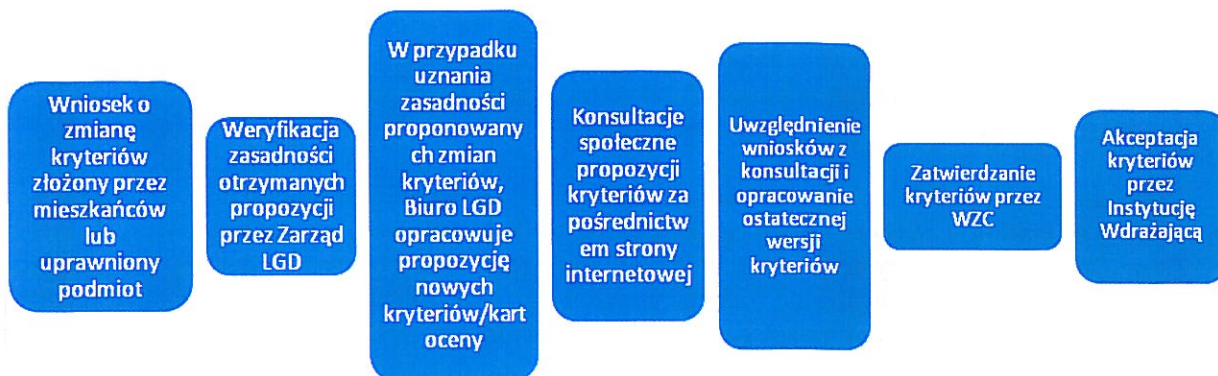 Wniosek o
zmianę
kryteriów
złożony przez
mieszkańców
lub
uprawniony
podmiot
Weryfikacja
zasadności
otrzymanych
propozycji
przez Zarząd
LGD
W przypadku
uznania
zasadności
proponowany
ch zmian
kryteriów,
Biuro LGD
opracowuje
propozycję
nowych
kryteriów/kart
oceny
Konsultacje
społeczne
propozycji
kryteriów za
pośrednictw
em strony
internetowej
Uwzględnienie
wniosków z
konsultacji i
opracowanie
ostatecznej
wersji
kryteriów
Zatwierdzanie
kryteriów przez
WZC
Akceptacja
kryteriów
przez
Instytucję
Wdrażającą